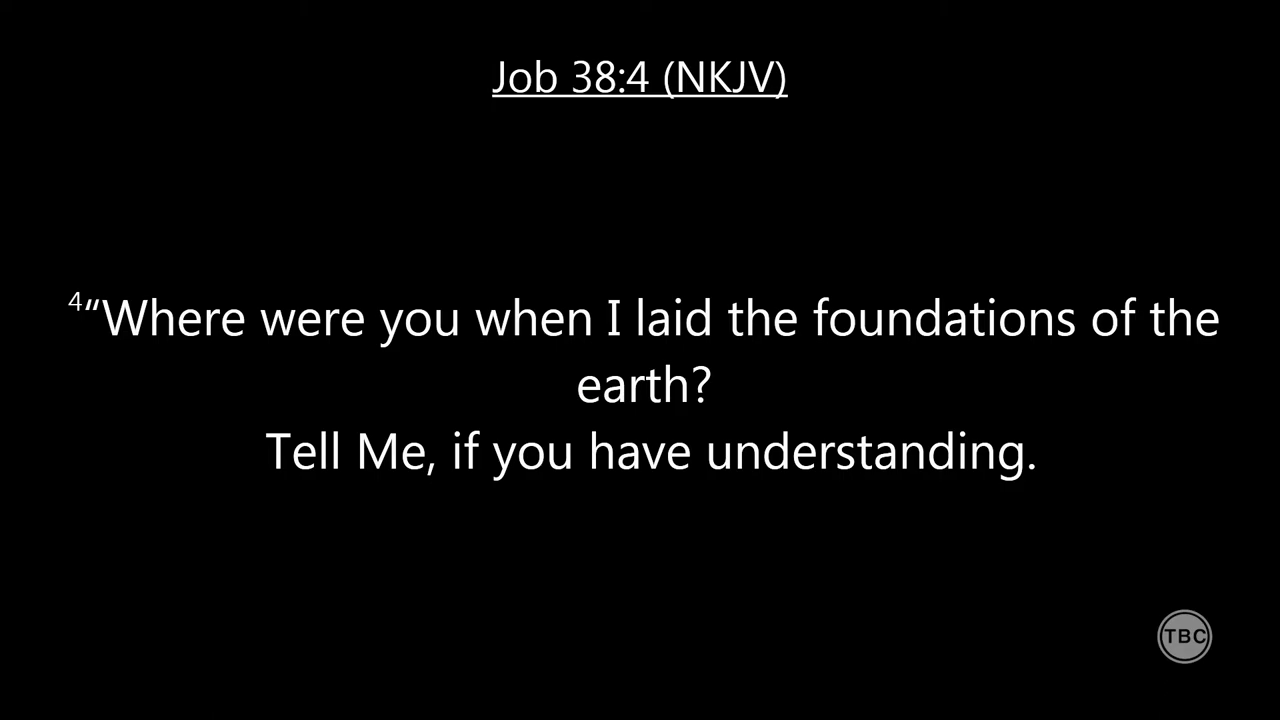 Job 38:4 (NKJV)
4“Where were you when I laid the foundations of the
earth?
Tell Me, if you have understanding.
TBC